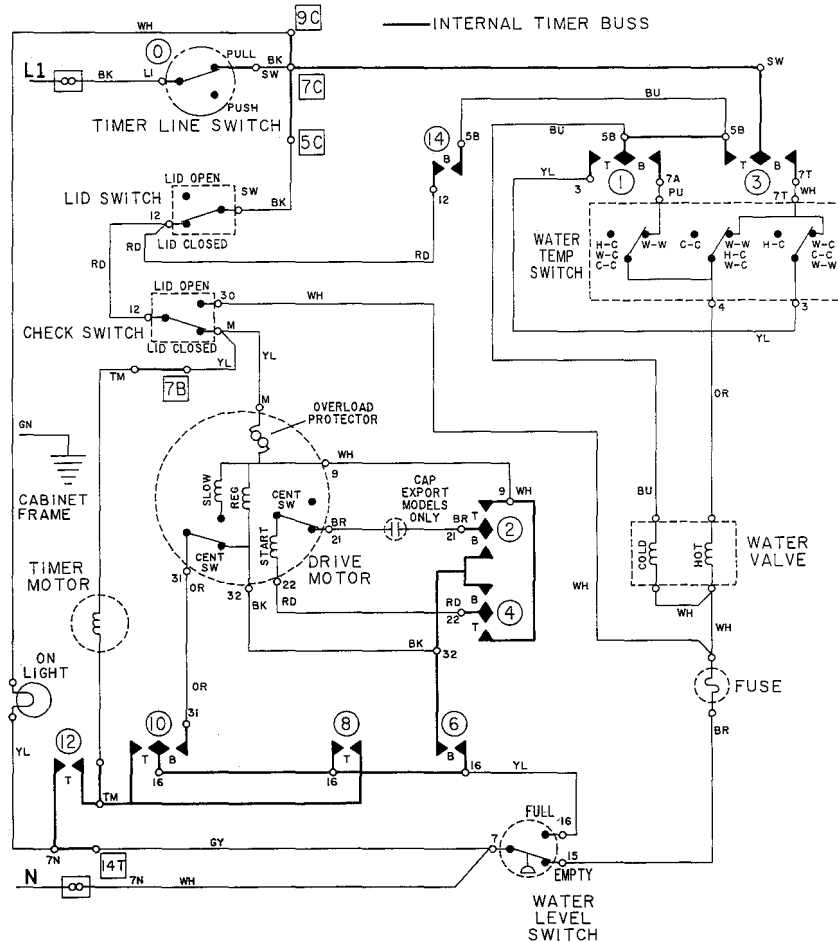 9C
WH
INTERNAL TIMER BUSS
0
PULL
BK
SW
SW
L1
BK
L1
7C
PUSH
TIMER LINE SWITCH
BU
14
5B
BU
5B
5B
5C
B
T
B
T
B
LID OPEN
YL
3
1
7A
PU
3
7T
WH
7T
LID SWITCH
SW
BK
12
12
RD
LID CLOSED
RD
RD
WATER
TEMP
SWITCH
H-C
W-C
C-C
W-W
C-C
W-W
H-C
W-C
H-C
W-C
C-C
W-W
LID OPEN
30
WH
12
M
4
3
CHECK SWITCH
LID CLOSED
YL
YL
YL
TM
7B
OR
M
OVERLOAD
PROTECTOR
GN
WH
9
CABINET
FRAME
SLOW
REG
CENT
SW
CAP
EXPORT
MODELS
ONLY
9
WH
T
BU
START
BR
21
BR
21
2
B
CENT
SW
DRIVE
MOTOR
COLD
HOT
WATER
VALVE
TIMER
MOTOR
31
OR
32
BK
22
RD
WH
B
RD
22
4
T
WH
WH
BK
32
ON
LIGHT
OR
FUSE
31
12
10
8
6
BR
YL
T
T
B
T
B
16
16
16
YL
TM
FULL
16
7N
14T
GY
7
15
EMPTY
N
7N
WH
WATER
LEVEL
SWITCH